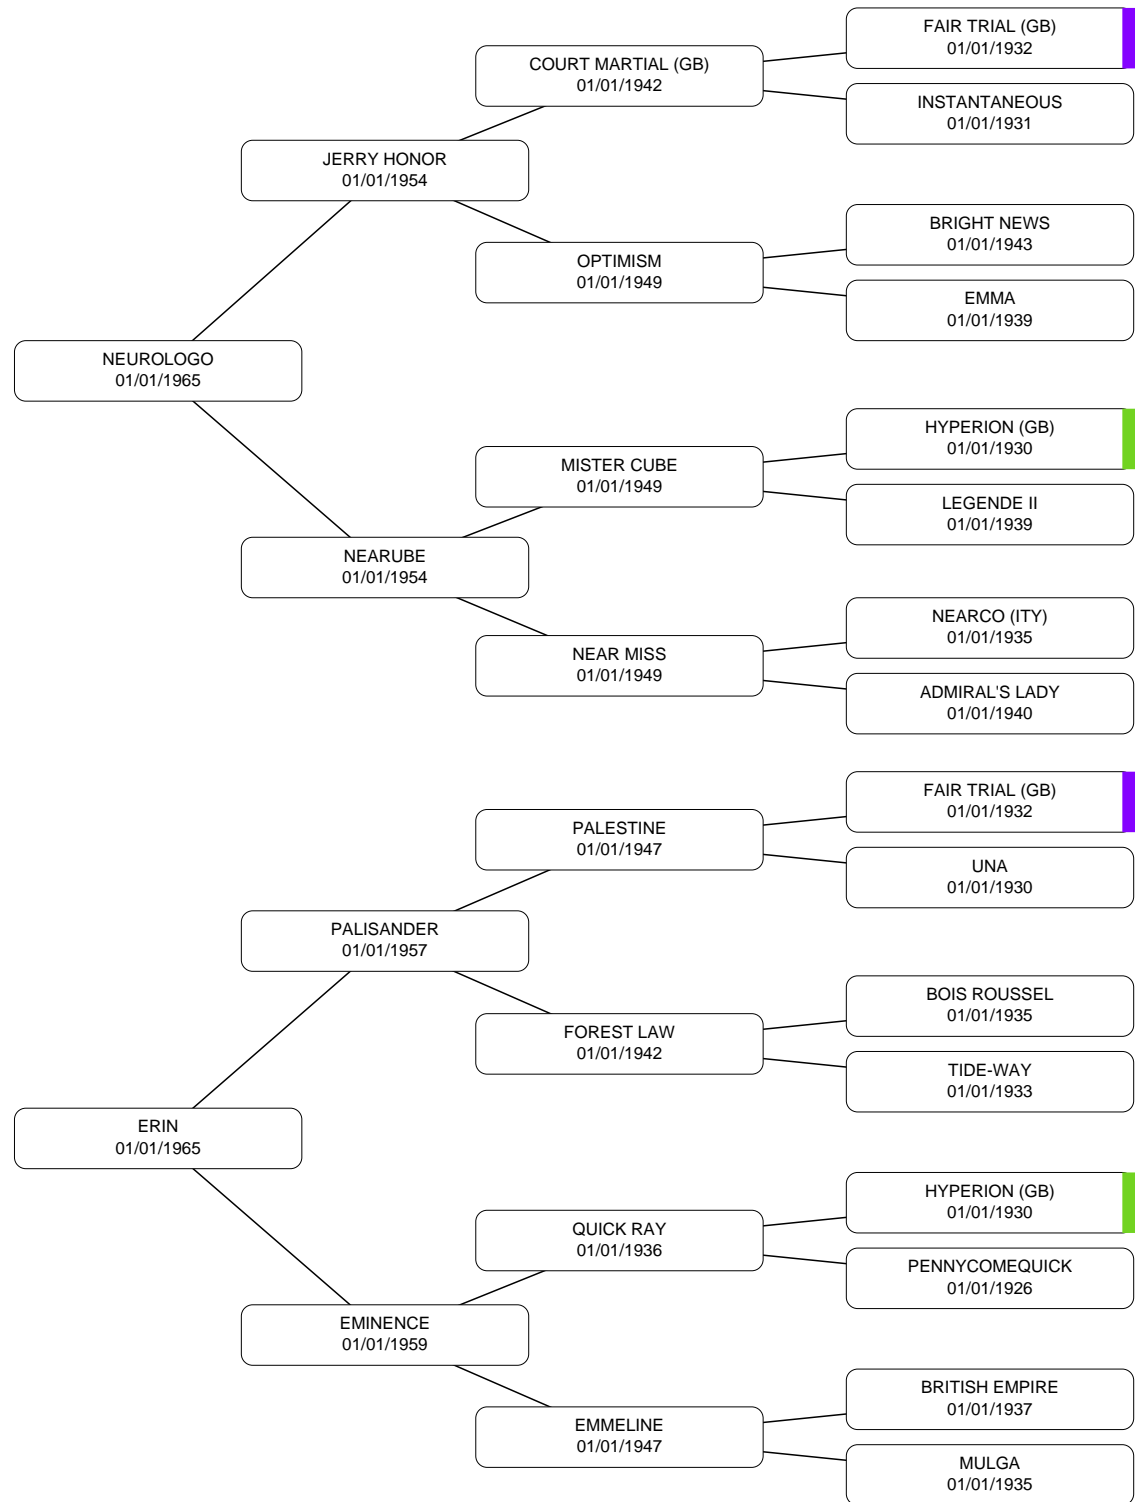 FAIR TRIAL (GB)
01/01/1932
COURT MARTIAL (GB)
01/01/1942
INSTANTANEOUS
01/01/1931
JERRY HONOR
01/01/1954
BRIGHT NEWS
01/01/1943
OPTIMISM
01/01/1949
EMMA
01/01/1939
NEUROLOGO
01/01/1965
HYPERION (GB)
01/01/1930
MISTER CUBE
01/01/1949
LEGENDE II
01/01/1939
NEARUBE
01/01/1954
NEARCO (ITY)
01/01/1935
NEAR MISS
01/01/1949
ADMIRAL'S LADY
01/01/1940
FAIR TRIAL (GB)
01/01/1932
PALESTINE
01/01/1947
UNA
01/01/1930
PALISANDER
01/01/1957
BOIS ROUSSEL
01/01/1935
FOREST LAW
01/01/1942
TIDE-WAY
01/01/1933
ERIN
01/01/1965
HYPERION (GB)
01/01/1930
QUICK RAY
01/01/1936
PENNYCOMEQUICK
01/01/1926
EMINENCE
01/01/1959
BRITISH EMPIRE
01/01/1937
EMMELINE
01/01/1947
MULGA
01/01/1935